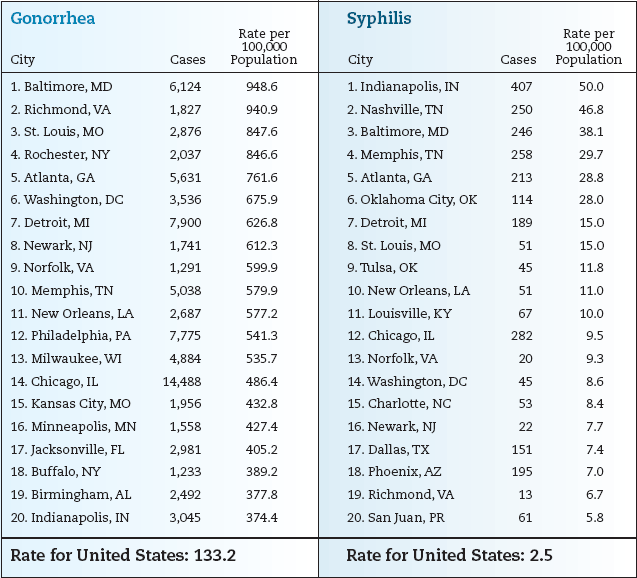 Gonorrhea
City Cases Rate per 100,000 Population
1. Baltimore, MD 6,124 948.6
2. Richmond, VA 1,827 940.9
3. St. Louis, MO 2,876 847.6
4. Rochester, NY 2,037 846.6
5. Atlanta, GA 5,631 761.6
6. Washington, DC 3,536 675.9
7. Detroit, MI 7,900 626.8
8. Newark, NJ 1,741 612.3
9. Norfolk, VA 1,291 599.9
10. Memphis, TN 5,038 579.9
11. New Orleans, LA 2,687 577.2
12. Philadelphia, PA 7,775 541.3
13. Milwaukee, WI 4,884 535.7
14. Chicago, IL 14,488 486.4
15. Kansas City, MO 1,956 432.8
16. Minneapolis, MN 1,558 427.4
17. Jacksonville, FL 2,981 405.2
18. Buffalo, NY 1,233 389.2
19. Birmingham, AL 2,492 377.8
20. Indianapolis, IN 3,045 374.4
Rate for United States: 133.2
Syphilis
City Cases Rate per 100,000 Population
1. Indianapolis, IN 407 50.0
2. Nashville, TN 250 46.8
3. Baltimore, MD 246 38.1
4. Memphis, TN 258 29.7
5. Atlanta, GA 213 28.8
6. Oklahoma City, OK 114 28.0
7. Detroit, MI 189 15.0
8. St. Louis, MO 51 15.0
9. Tulsa, OK 45 11.8
10. New Orleans, LA 51 11.0
11. Louisville, KY 67 10.0
12. Chicago, IL 282 9.5
13. Norfolk, VA 20 9.3
14. Washington, DC 45 8.6
15. Charlotte, NC 53 8.4
16. Newark, NJ 22 7.7
17. Dallas, TX 151 7.4
18. Phoenix, AZ 195 7.0
19. Richmond, VA 13 6.7
20. San Juan, PR 61 5.8
Rate for United States: 2.5